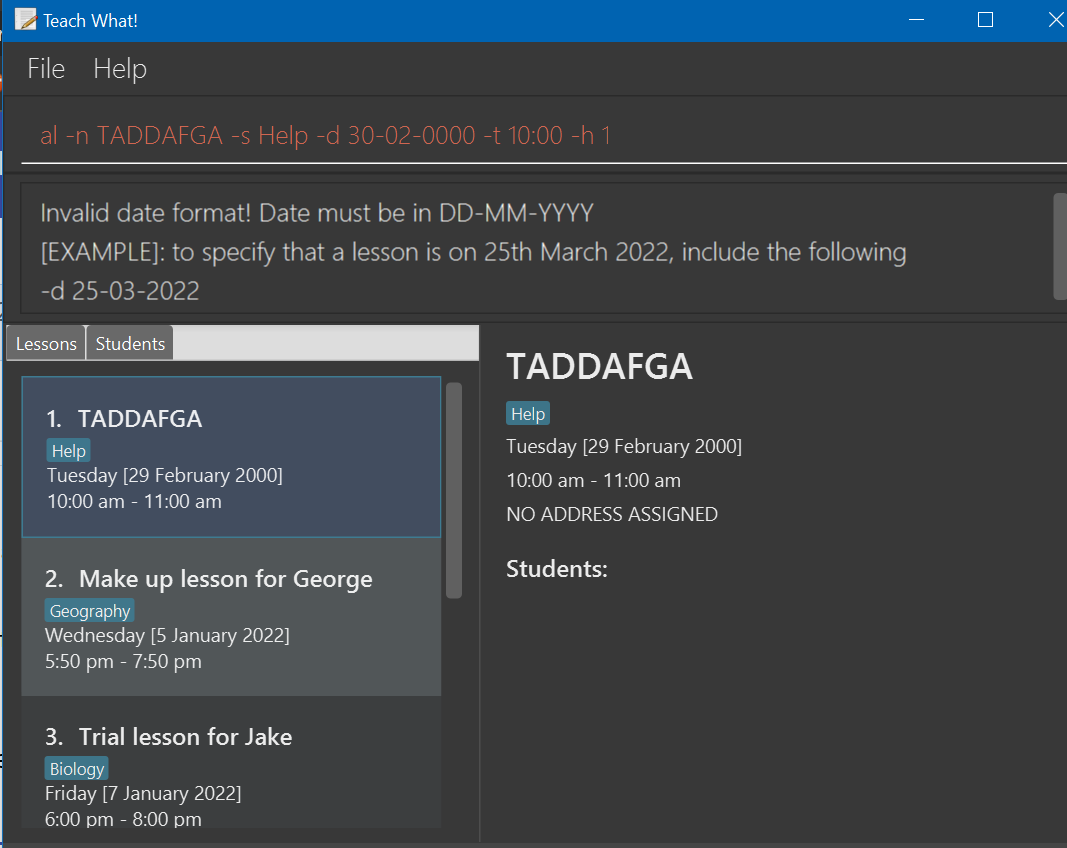 Teach What!
File Help
al -n TADDAFGA -s Help -d 30-02-0000 -t 10:00 -h 1
Invalid date format! Date must be in DD-MM-YYYY
[EXAMPLE]: to specify that a lesson is on 25th March 2022, include the following
-d 25-03-2022
Lessons Students
1. TADDAFGA
Help
Tuesday [29 February 2000]
10:00 am - 11:00 am
2. Make up lesson for George
Geography
Wednesday [5 January 2022]
5:50 pm - 7:50 pm
3. Trial lesson for Jake
Biology
Friday [7 January 2022]
6:00 pm - 8:00 pm
TADDAFGA
Help
Tuesday [29 February 2000]
10:00 am - 11:00 am
NO ADDRESS ASSIGNED
Students: